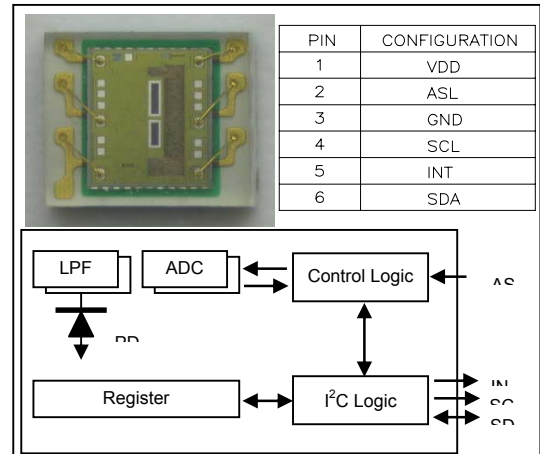 PIN CONFIGURATION
1 VDD
2 ASL
3 GND
4 SCL
5 INT
6 SDA
LPF ADC Control Logic
Register I²C Logic